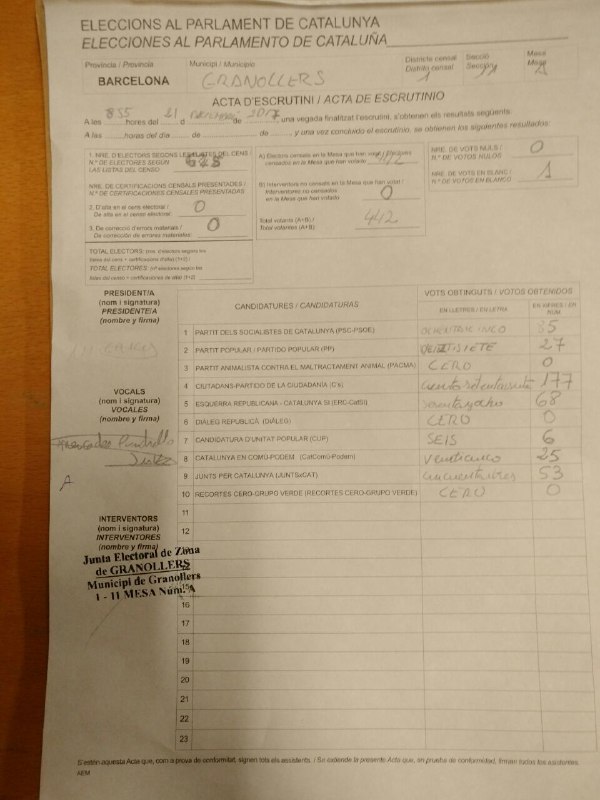 ELECCIONS AL PARLAMENT DE CATALUNYA
ELECCIONES AL PARLAMENTO DE CATALUÑA
Província / Provincia Municipi / Municipio Districte censal Distrito censal 1 Secció Sección 11 Mesa Mesa A
BARCELONA GRANOLLERS
ACTA D'ESCRUTINI / ACTA DE ESCRUTINIO
A les 855 hores del 21 d de 2017, una vegada finalitzat l'escrutini, s'obtenen els resultats següents:
A las hores del día de de , y una vez concluido el escrutinio, se obtienen los siguientes resultados:
1. NRE. D'ELECTORS SEGONS LES LLISTES DEL CENS /
N.º DE ELECTORES SEGÚN
LAS LISTAS DEL CENSO
NRE. DE CERTIFICACIONS CENSALS PRESENTADES /
N.º DE CERTIFICACIONES CENSALES PRESENTADAS
2. D'alta en el cens electoral: 0
De alta en el censo electoral:
3. De correcció d'errors materials / 0
De corrección de errores materiales:
TOTAL ELECTORS: (nre. d'electors segons les
llistes del cens + certificacions d'alta) (1+2) /
TOTAL ELECTORES: (nº electores según las
listas del censo + certificaciones de alta) (1+2)
A) Electors censats en la Mesa que han votat / Electores
censados en la Mesa que han votado 442
B) Interventors no censats en la Mesa que han votat /
Interventores no censados
en la Mesa que han votado 0
Total votants (A+B) / 442
Total votantes (A+B):
NRE. DE VOTS NULS / 0
N.º DE VOTOS NULOS
NRE. DE VOTS EN BLANC / 1
N.º DE VOTOS EN BLANCO
PRESIDENT/A
(nom i signatura)
PRESIDENTE/A
(nombre y firma)
VOCALS
(nom i signatura)
VOCALES
(nombre y firma)
A
INTERVENTORS
(nom i signatura)
INTERVENTORES
(nombre y firma)
Junta Electoral de Zona
de GRANOLLERS
Municipi de Granollers
1 - 11 MESA Núm. A
CANDIDATURES / CANDIDATURAS VOTS OBTINGUTS / VOTOS OBTENIDOS
EN LLETRES / EN LETRA EN XIFRES / EN NÚM.
1 PARTIT DELS SOCIALISTES DE CATALUNYA (PSC-PSOE) OCHENTA CINCO 85
2 PARTIT POPULAR / PARTIDO POPULAR (PP) VEINTISIETE 27
3 PARTIT ANIMALISTA CONTRA EL MALTRACTAMENT ANIMAL (PACMA) CERO 0
4 CIUTADANS-PARTIDO DE LA CIUDADANÍA (C's) 177
5 ESQUERRA REPUBLICANA - CATALUNYA SÍ (ERC-CatSí) sesentayocho 68
6 DIÀLEG REPUBLICÀ (DIÀLEG) CERO 0
7 CANDIDATURA D'UNITAT POPULAR (CUP) SEIS 6
8 CATALUNYA EN COMÚ-PODEM (CatComú-Podem) venticinco 25
9 JUNTS PER CATALUNYA (JUNTSxCAT) cincuentaitres 53
10 RECORTES CERO-GRUPO VERDE (RECORTES CERO-GRUPO VERDE) CERO 0
11
12
15
16
17
18
19
20
21
22
23
S'estén aquesta Acta que, com a prova de conformitat, signen tots els assistents. / Se extiende la presente Acta que, en prueba de conformidad, firman todos los asistentes.
AEM